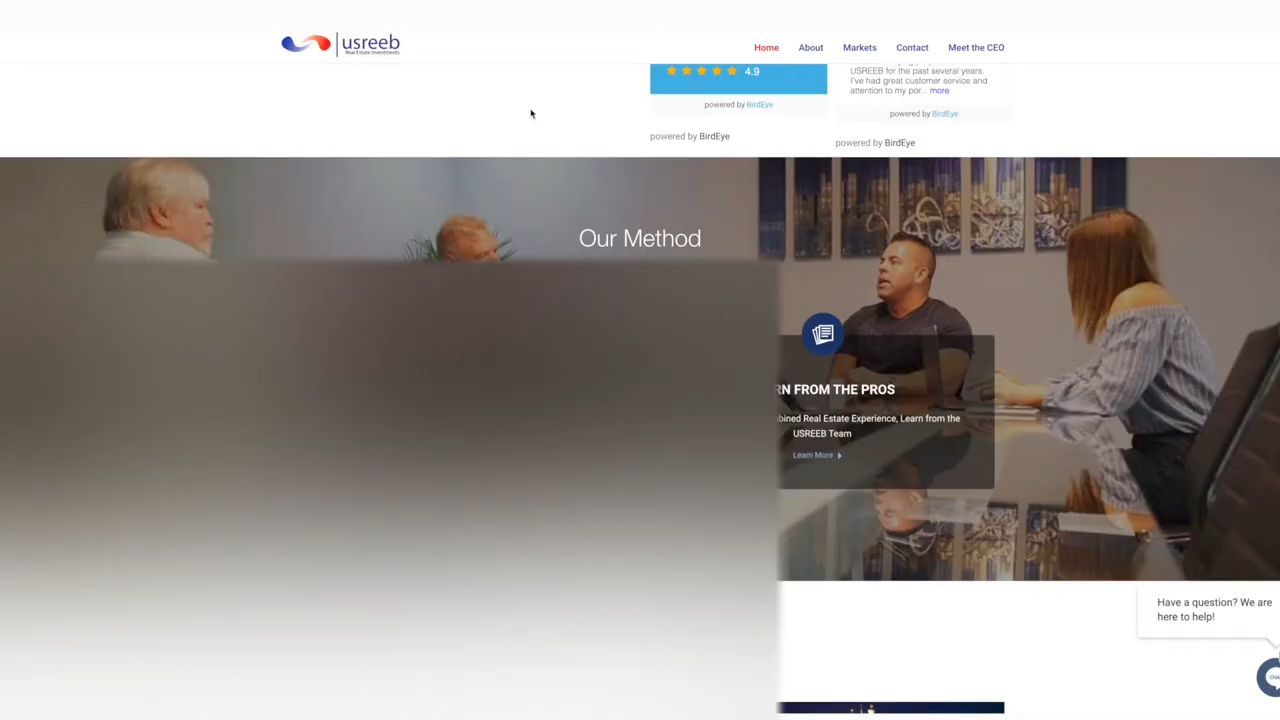 usreeb
Real Estate Investments
Home
About
Markets
Contact
Meet the CEO
4.9
powered by BirdEye
powered by BirdEye
USREEB for the past several years.
I've had great customer service and
attention to my por... more
powered by BirdEye
powered by BirdEye
Our Method
RN FROM THE PROS
bined Real Estate Experience, Learn from the
USREEB Team
Learn More
Have a question? We are
here to help!